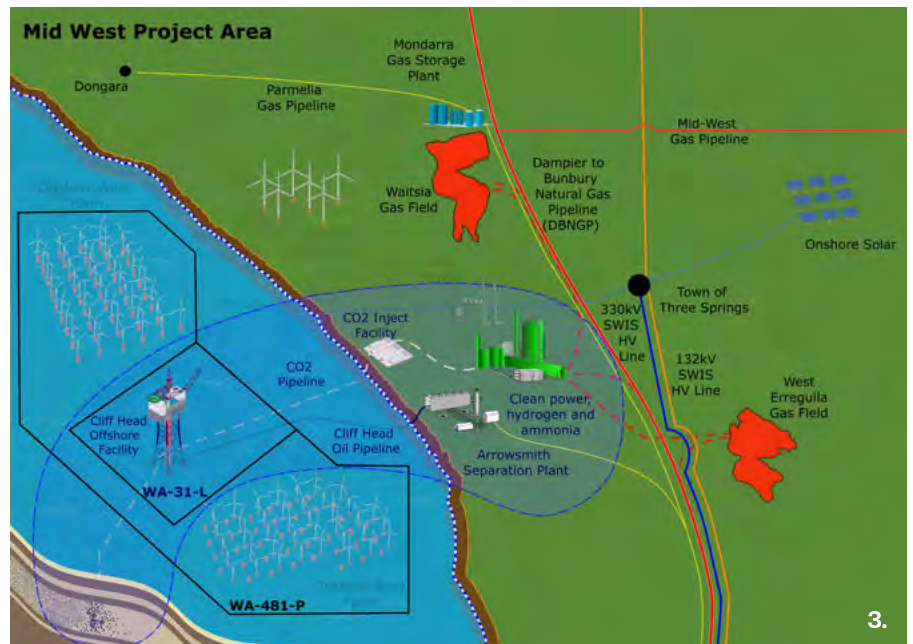 Mid West Project Area
Mondarra
Gas Storage
Plant
Dongara
Parmelia
Gas Pipeline
Mid-West
Gas Pipeline
Waitsia
Gas Field
Dampier to
Bunbury
Natural Gas
Pipeline
(DBNGP)
Onshore Solar
Town of
Three Springs
330kV
SWIS
HV
Line
132kV
SWIS
HV Line
CO2 Inject
Facility
CO2
Pipeline
Cliff Head
Offshore
Facility
Cliff Head
Oil Pipeline
Clean power,
hydrogen and
ammonia
Arrowsmith
Separation Plant
West
Erregulla
Gas Field
WA-31-L
WA-481-P
3.